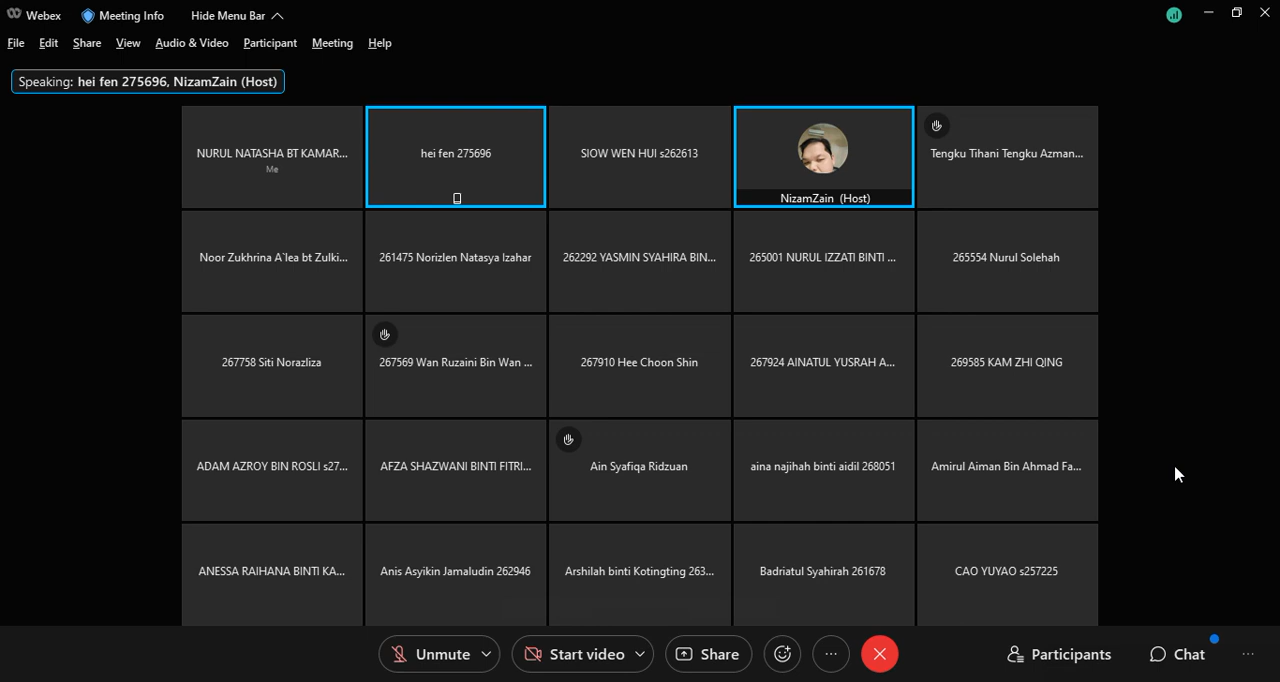 Webex Meeting Info Hide Menu Bar
File Edit Share View Audio & Video Participant Meeting Help
Speaking: hei fen 275696, NizamZain (Host)
NURUL NATASHA BT KAMAR...
Me
hei fen 275696
SIOW WEN HUI s262613
NizamZain (Host)
Tengku Tihani Tengku Azman...
Noor Zukhrina A`lea bt Zulki...
261475 Norizlen Natasya Izahar
262292 YASMIN SYAHIRA BIN...
265001 NURUL IZZATI BINTI ...
265554 Nurul Solehah
267758 Siti Norazliza
267569 Wan Ruzaini Bin Wan ...
267910 Hee Choon Shin
267924 AINATUL YUSRAH A...
269585 KAM ZHI QING
ADAM AZROY BIN ROSLI s27...
AFZA SHAZWANI BINTI FITRI...
Ain Syafiqa Ridzuan
aina najihah binti aidil 268051
Amirul Aiman Bin Ahmad Fa...
ANESSA RAIHANA BINTI KA...
Anis Asyikin Jamaludin 262946
Arshilah binti Kotingting 263...
Badriatul Syahirah 261678
CAO YUYAO s257225
Unmute Start video Share Participants Chat